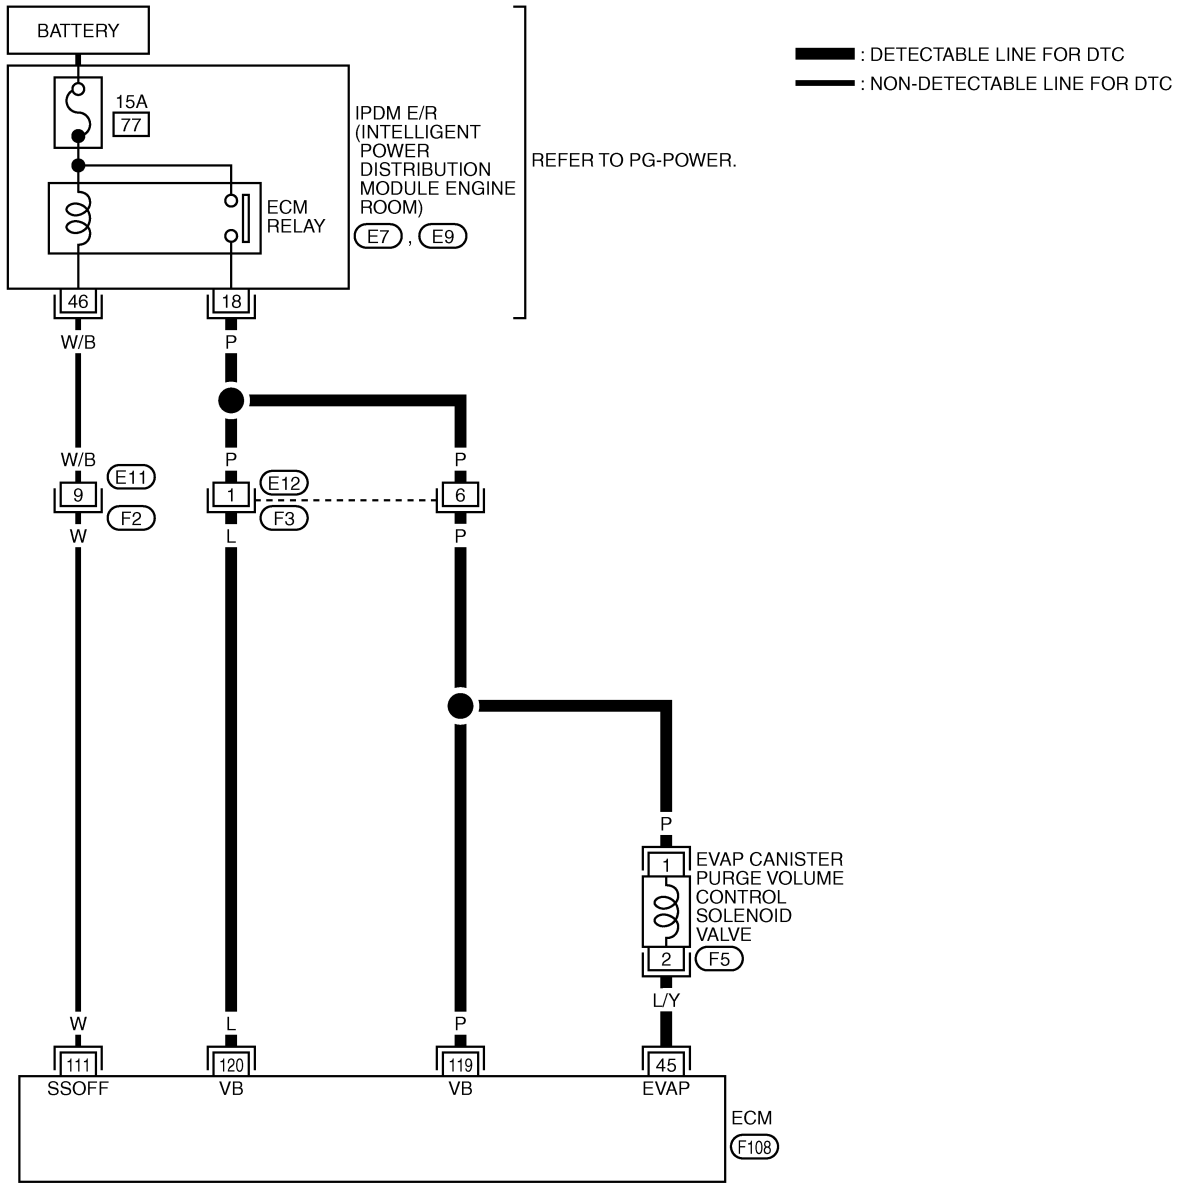 BATTERY
: DETECTABLE LINE FOR DTC
: NON-DETECTABLE LINE FOR DTC
15A
77
IPDM E/R
(INTELLIGENT
POWER
DISTRIBUTION
MODULE ENGINE
ROOM)
E7 , E9
REFER TO PG-POWER.
ECM
RELAY
46 18
W/B P
W/B P P
E11 E12
9 1 6
F2 F3
W L P
P
1
EVAP CANISTER
PURGE VOLUME
CONTROL
SOLENOID
VALVE
2 F5
L/Y
W L P
111 120 119 45
SSOFF VB VB EVAP
ECM
F108